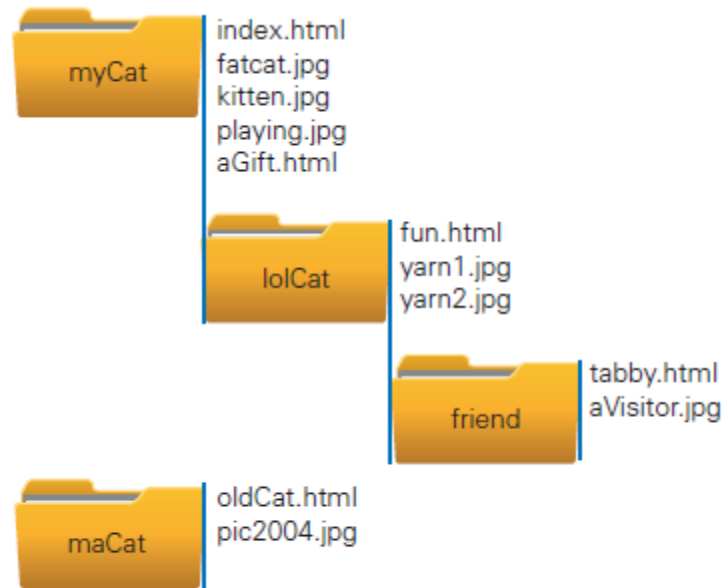 myCat
index.html
fatcat.jpg
kitten.jpg
playing.jpg
aGift.html
lolCat
fun.html
yarn1.jpg
yarn2.jpg
friend
tabby.html
aVisitor.jpg
maCat
oldCat.html
pic2004.jpg